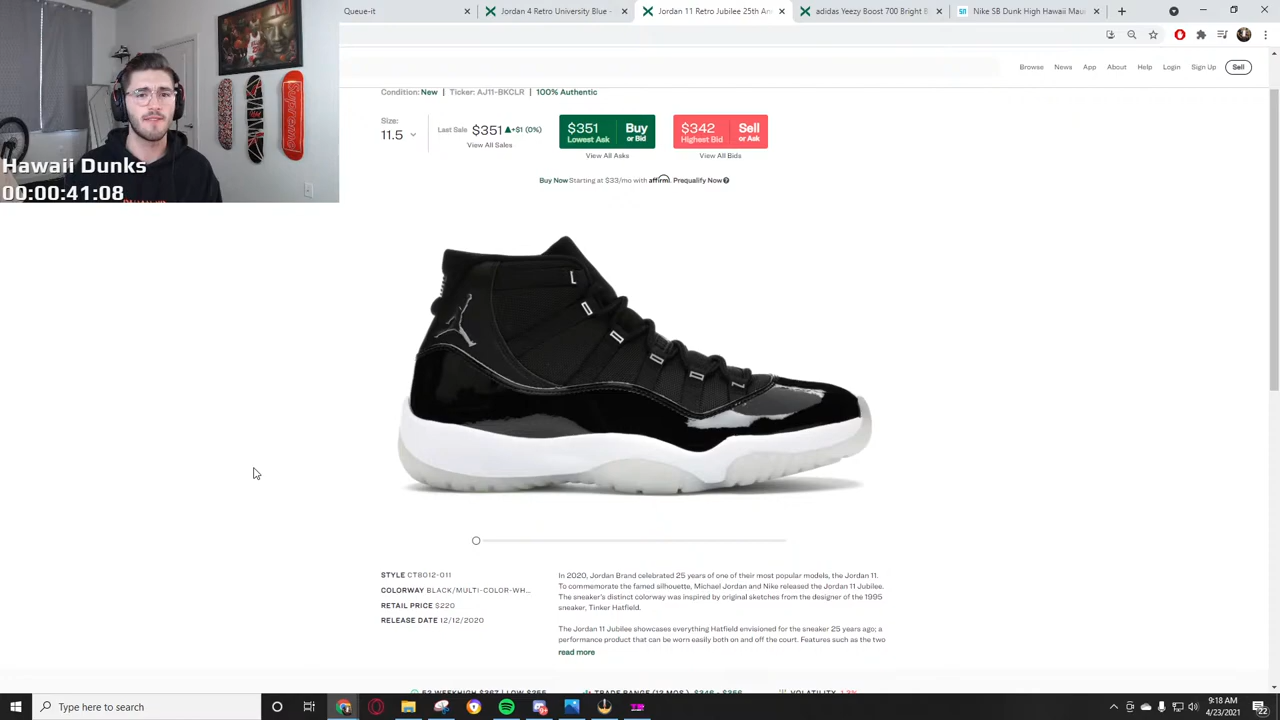 Queue-it
Jordan 4 Retro University Blue -
Jordan 11 Retro Jubilee 25th An
adidas Yeezy Boost 700 Bright B
Nike SB Dunk High Hawaii Mau
Browse News App About Help Login Sign Up Sell
Condition: New | Ticker: AJ11-BKCLR | 100% Authentic
Size:
11.5
Last Sale $351 ▲+$1 (0%)
View All Sales
$351 Buy
Lowest Ask or Bid
View All Asks
$342 Sell
Highest Bid or Ask
View All Bids
Buy Now Starting at $33/mo with affirm. Prequalify Now
Hawaii Dunks
00:00:41:08
Supreme
STYLE CT8012-011
COLORWAY BLACK/MULTI-COLOR-WH...
RETAIL PRICE $220
RELEASE DATE 12/12/2020
In 2020, Jordan Brand celebrated 25 years of one of their most popular models, the Jordan 11.
To commemorate the famed silhouette, Michael Jordan and Nike released the Jordan 11 Jubilee.
The sneaker's distinct colorway was inspired by original sketches from the designer of the 1995
sneaker, Tinker Hatfield.
The Jordan 11 Jubilee showcases everything Hatfield envisioned for the sneaker 25 years ago; a
performance product that can be worn easily both on and off the court. Features such as the two
read more
Type here to search
9:18 AM
4/23/2021